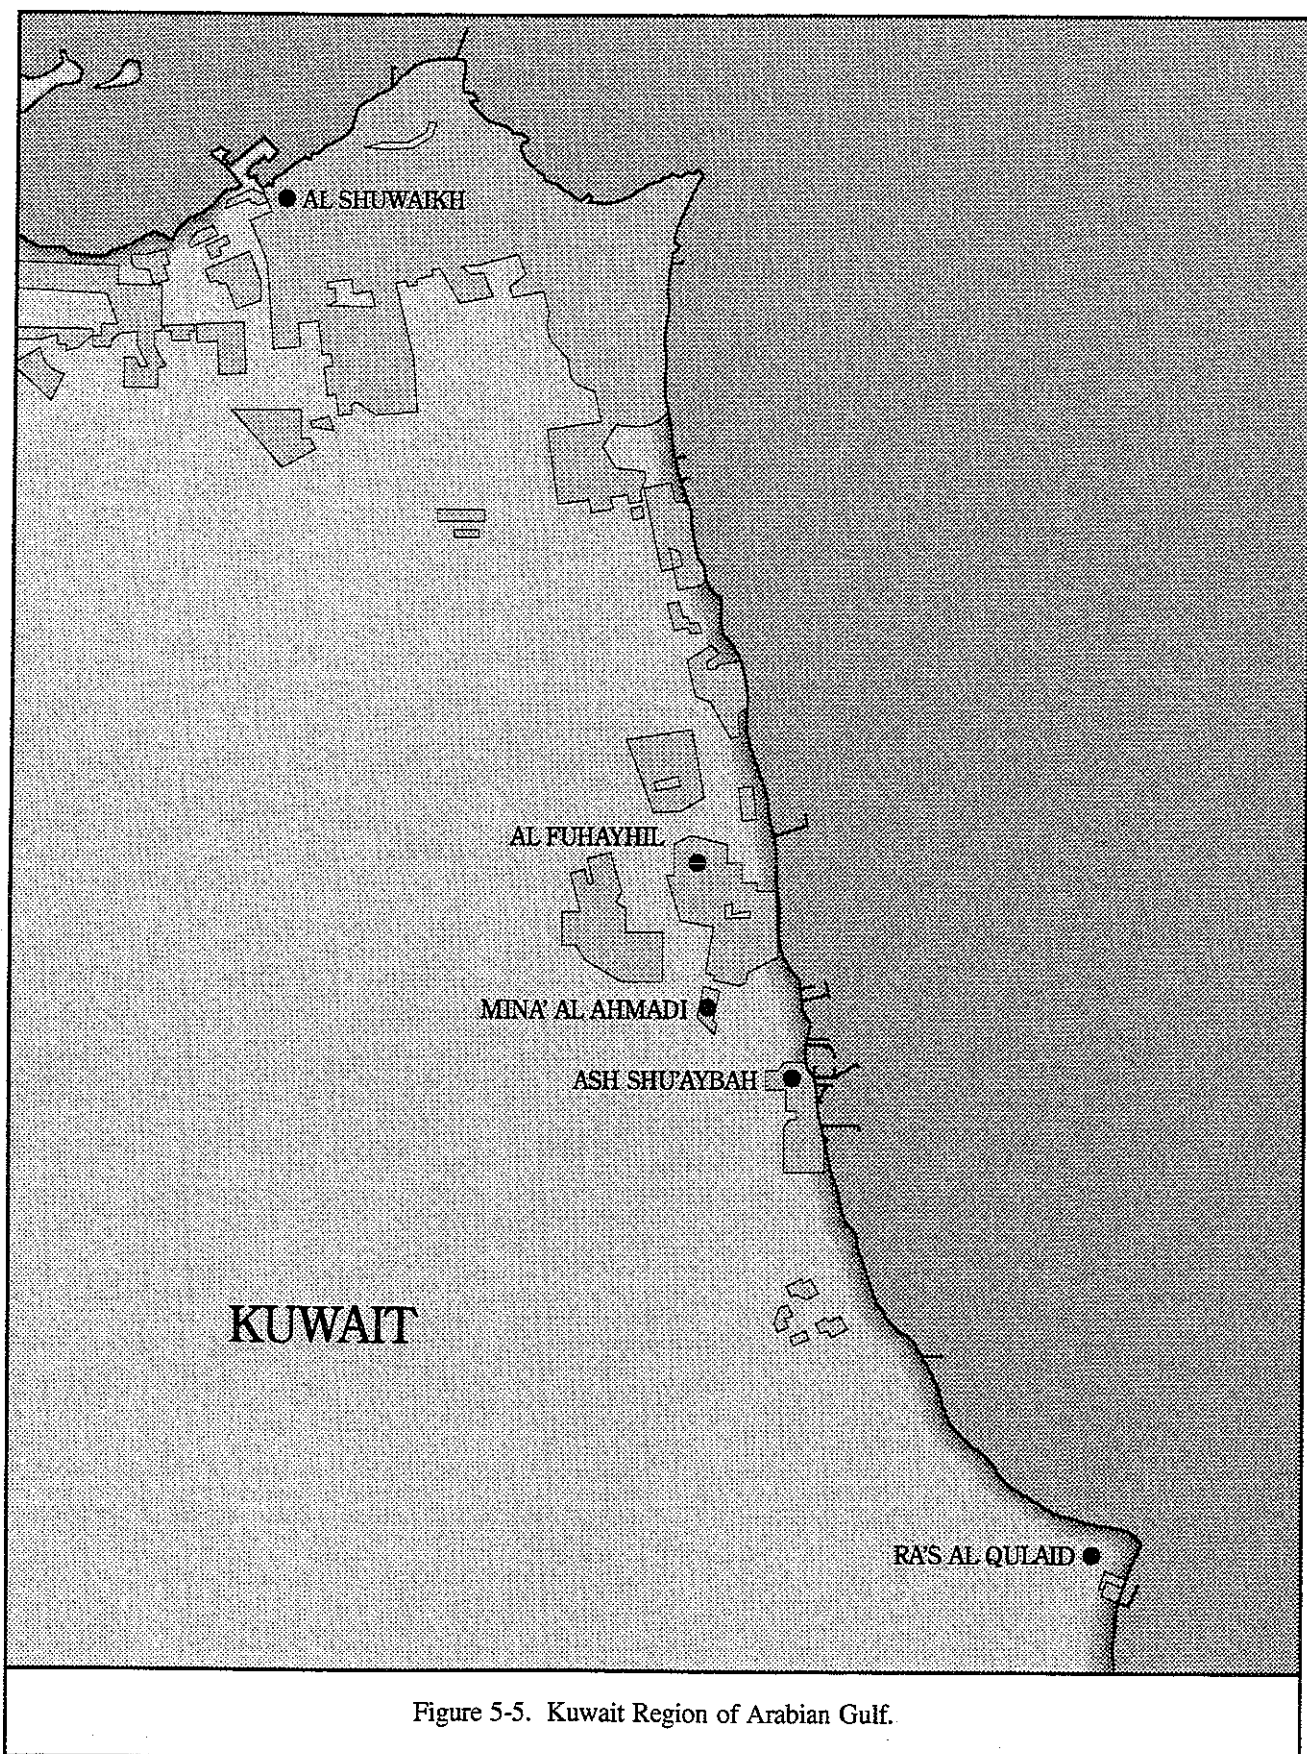 AL SHUWAIKH
AL FUHAYHIL
MINA' AL AHMADI
ASH SHU'AYBAH
KUWAIT
RA'S AL QULAID
Figure 5-5. Kuwait Region of Arabian Gulf.